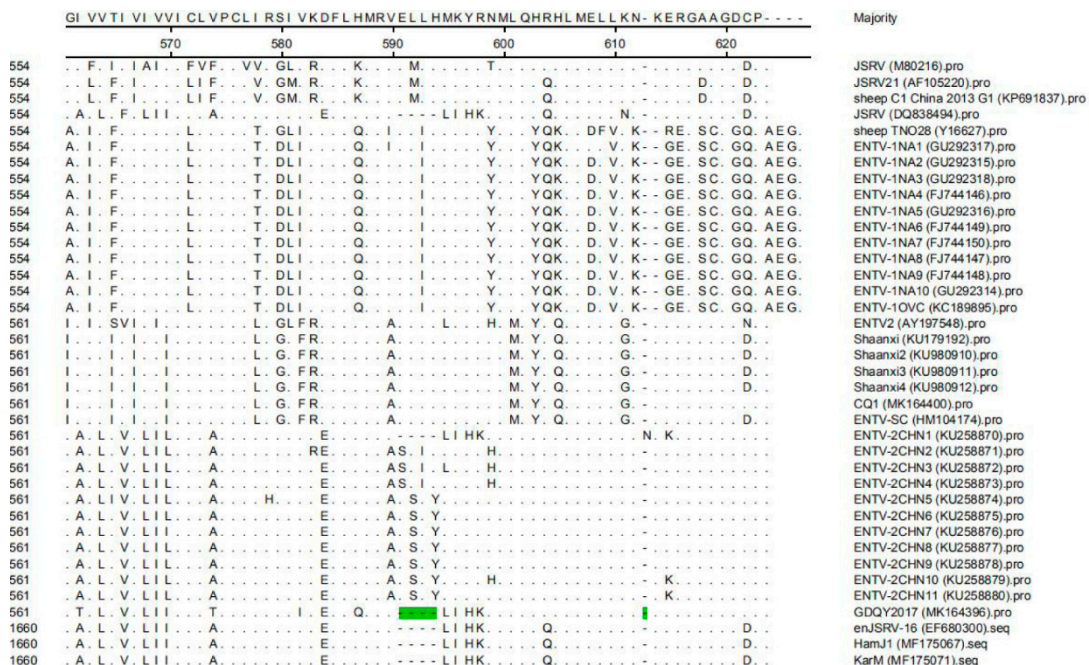 GIVVTIVIVVICLVPCLIRSIVKDFLHMRVELLHMKYRNMLQHRHLMELLKN-KERGAAGDCP---- Majority
570 580 590 600 610 620
554 ..F.I.IAI..FVF..VV.GL.R...K....M......T.............-........D. JSRV (M80216).pro
554 ..L.F.I....LIF...V.GM.R...K....M...........Q........-....D...D. JSRV21 (AF105220).pro
554 ..L.F.I....LIF...V.GM.R...K....M...........Q........-....D...D. sheep C1 China 2013 G1 (KP691837).pro
554 .A.L.F.LII...A.........E......----LIHK.....Q......N.-........D. JSRV (DQ838494).pro
554 A.I.F......L.....T.GLI....Q..I..I.....Y...YQK..DFV.K--RE.SC.GQ.AEG. sheep TNO28 (Y16627).pro
554 A.I.F......L.....T.DLI....Q..I..I.....Y...YQK....V.K--GE.SC.GQ.AEG. ENTV-1NA1 (GU292317).pro
554 A.I.F......L.....T.DLI....Q.....I.....Y...YQK..D.V.K--GE.SC.GQ.AEG. ENTV-1NA2 (GU292315).pro
554 A.I.F......L.....T.DLI....Q.....I.....Y...YQK..D.V.K--GE.SC.GQ.AEG. ENTV-1NA3 (GU292318).pro
554 A.I.F......L.....T.DLI....Q.....I.....Y...YQK..D.V.K--GE.SC.GQ.AEG. ENTV-1NA4 (FJ744146).pro
554 A.I.F......L.....T.DLI....Q.....I.....Y...YQK..D.V.K--GE.SC.GQ.AEG. ENTV-1NA5 (GU292316).pro
554 A.I.F......L.....T.DLI....Q.....I.....Y...YQK..D.V.K--GE.SC.GQ.AEG. ENTV-1NA6 (FJ744149).pro
554 A.I.F......L.....T.DLI....Q.....I.....Y...YQK..D.V.K--GE.SC.GQ.AEG. ENTV-1NA7 (FJ744150).pro
554 A.I.F......L.....T.DLI....Q.....I.....Y...YQK..D.V.K--GE.SC.GQ.AEG. ENTV-1NA8 (FJ744147).pro
554 A.I.F......L.....T.DLI....Q.....I.....Y...YQK..D.V.K--GE.SC.GQ.AEG. ENTV-1NA9 (FJ744148).pro
554 A.I.F......L.....T.DLI....Q.....I.....Y...YQK..D.V.K--GE.SC.GQ.AEG. ENTV-1NA10 (GU292314).pro
554 A.I.F......L.....T.DLI....Q.....I.....Y...YQK..D.V.K--GE.SC.GQ.AEG. ENTV-1OVC (KC189895).pro
561 I.I.SVI.I........L.GLFR......A....L...H.M.Y.Q.....G.-........N. ENTV2 (AY197548).pro
561 I...I.I..I.......L.G.FR......A..........M.Y.Q.....G.-........D. Shaanxi (KU179192).pro
561 I...I.I..I.......L.G.FR......A..........M.Y.Q.....G.-........D. Shaanxi2 (KU980910).pro
561 I...I.I..I.......L.G.FR......A..........M.Y.Q.....G.-........D. Shaanxi3 (KU980911).pro
561 I...I.I..I.......L.G.FR......A..........M.Y.Q.....G.-........D. Shaanxi4 (KU980912).pro
561 I...I.I..I.......L.G.FR......A..........M.Y.Q.....G.-.......... CQ1 (MK164400).pro
561 I...I.I..I.......L.G.FR......A..........M.Y.Q.....G.-........D. ENTV-SC (HM104174).pro
561 .A.L.V.LIL...A.........E......----LIHK..............N.K........ ENTV-2CHN1 (KU258870).pro
561 .A.L.V.LIL...A........RE.....AS.I.....H.............-.......... ENTV-2CHN2 (KU258871).pro
561 .A.L.V.LIL...A.........E.....AS.I.L...H.............-.......... ENTV-2CHN3 (KU258872).pro
561 .A.L.V.LIL...A.........E.....AS.I.....H.............-.......... ENTV-2CHN4 (KU258873).pro
561 .A.LIV.LII...A....H....E.....A.S.Y..................-.......... ENTV-2CHN5 (KU258874).pro
561 .A.L.V.LIL...A.........E.....A.S.Y..................-.......... ENTV-2CHN6 (KU258875).pro
561 .A.L.V.LIL...A.........E.....A.S.Y..................-.......... ENTV-2CHN7 (KU258876).pro
561 .A.L.V.LIL...A.........E.....A.S.Y..................-.......... ENTV-2CHN8 (KU258877).pro
561 .A.L.V.LIL...A.........E.....A.S.Y..................-.......... ENTV-2CHN9 (KU258878).pro
561 .A.L.V.LIL...A.........E.....A.S.Y....H.............-.K........ ENTV-2CHN10 (KU258879).pro
561 .A.L.V.LIL...A.........E.....A.S.Y..................-.K........ ENTV-2CHN11 (KU258880).pro
561 .T.L.V.LII...T.......I.E..Q...----LIHK..............-.......... GDQY2017 (MK164396).pro
1660 .A.L.V.LII...A.........E......----LIHK.....Q........-........D. enJSRV-16 (EF680300).seq
1660 .A.L.V.LII...A.........E......----LIHK.....Q........-........D. HamJ1 (MF175067).seq
1660 .A.L.V.LII...A.........E......----LIHK.....Q........-........D. KarM (MF175071).seq